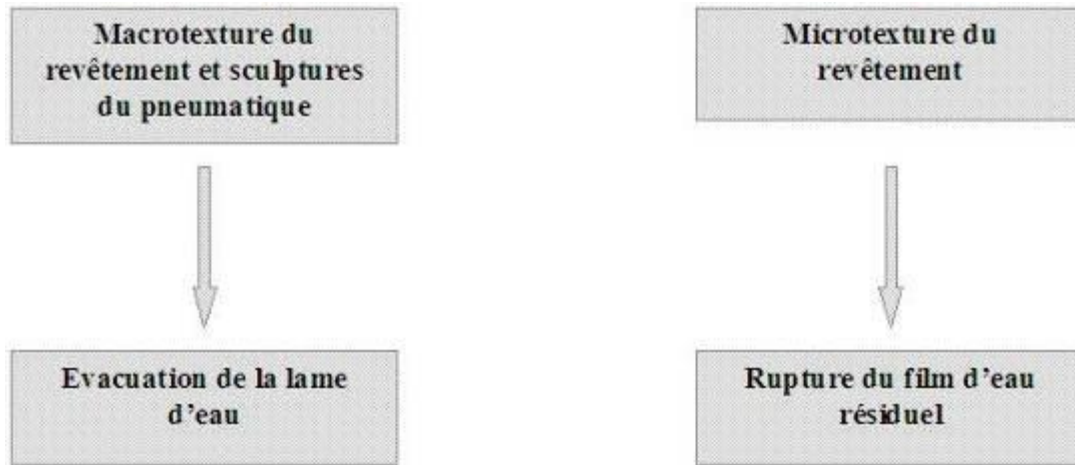 Macrotexture du
revêtement et sculptures
du pneumatique
Microtexture du
revêtement
Evacuation de la lame
d'eau
Rupture du film d'eau
résiduel